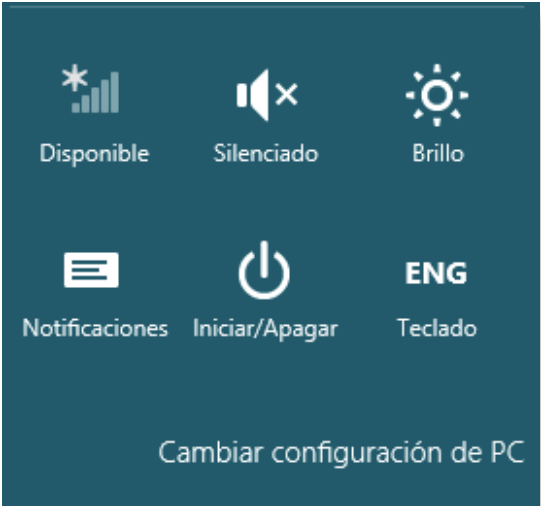 Disponible Silenciado Brillo
ENG
Notificaciones Iniciar/Apagar Teclado
Cambiar configuración de PC